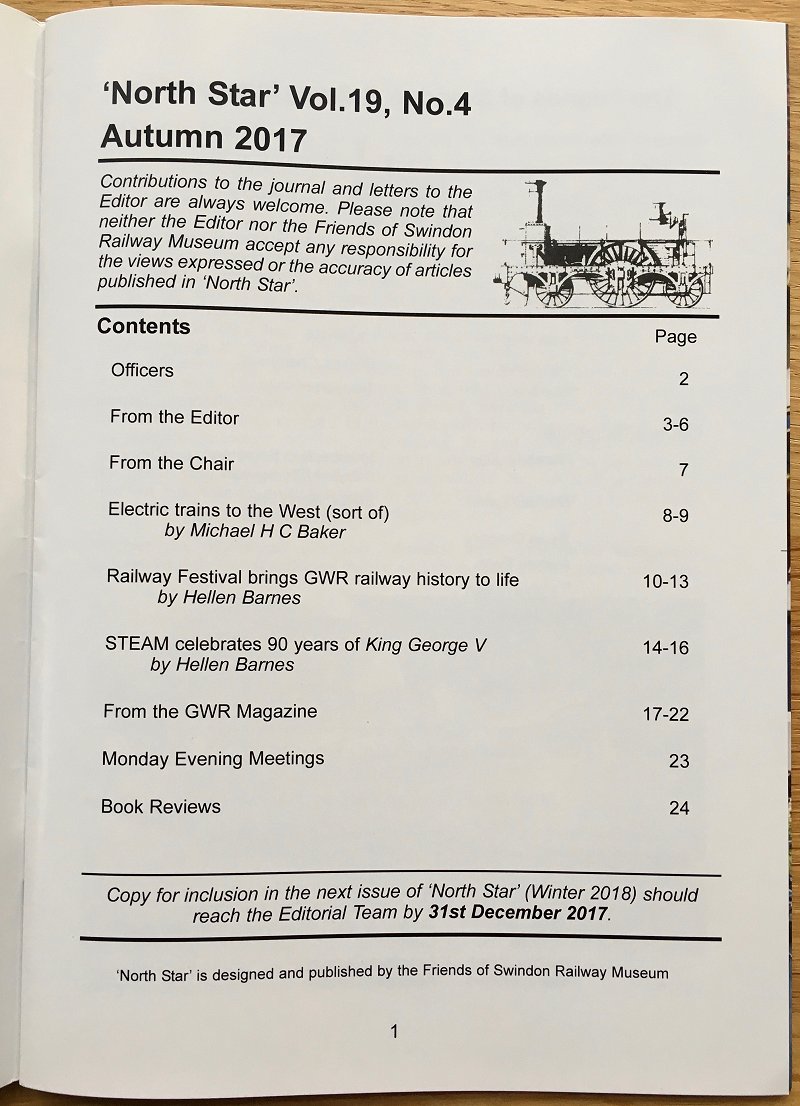 ‘North Star’ Vol.19, No.4
Autumn 2017
Contributions to the journal and letters to the
Editor are always welcome. Please note that
neither the Editor nor the Friends of Swindon
Railway Museum accept any responsibility for
the views expressed or the accuracy of articles
published in ‘North Star’.
Contents
Page
Officers 2
From the Editor 3-6
From the Chair 7
Electric trains to the West (sort of) 8-9
by Michael H C Baker
Railway Festival brings GWR railway history to life 10-13
by Hellen Barnes
STEAM celebrates 90 years of King George V 14-16
by Hellen Barnes
From the GWR Magazine 17-22
Monday Evening Meetings 23
Book Reviews 24
Copy for inclusion in the next issue of ‘North Star’ (Winter 2018) should
reach the Editorial Team by 31st December 2017.
‘North Star’ is designed and published by the Friends of Swindon Railway Museum
1